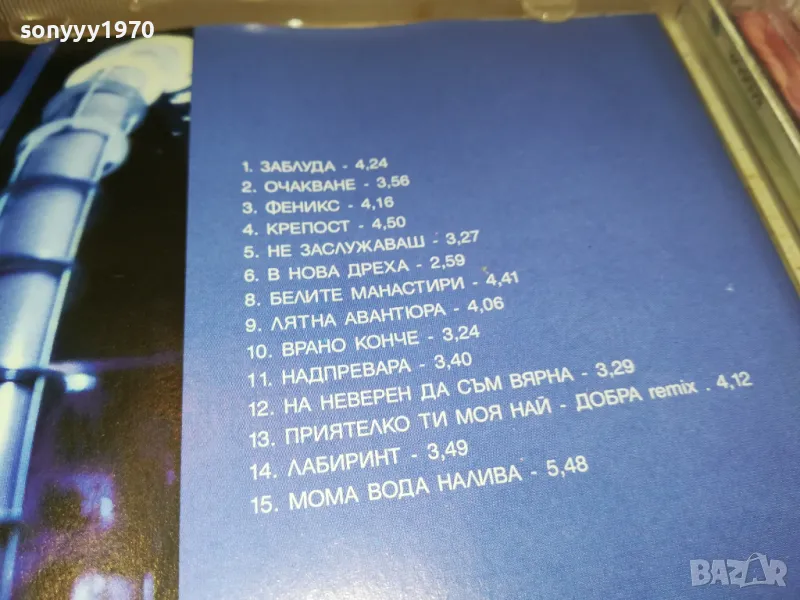 sonyyy1970
1. ЗАБЛУДА - 4,24
2. ОЧАКВАНЕ - 3,56
3. ФЕНИКС - 4,16
4. КРЕПОСТ - 4,50
5. НЕ ЗАСЛУЖАВАШ - 3,27
6. В НОВА ДРЕХА - 2,59
8. БЕЛИТЕ МАНАСТИРИ - 4,41
9. ЛЯТНА АВАНТЮРА - 4,06
10. ВРАНО КОНЧЕ - 3,24
11. НАДПРЕВАРА - 3,40
12. НА НЕВЕРЕН ДА СЪМ ВЯРНА - 3,29
13. ПРИЯТЕЛКО ТИ МОЯ НАЙ - ДОБРА remix . 4,12
14. ЛАБИРИНТ - 3,49
15. МОМА ВОДА НАЛИВА - 5,48
BAZAR